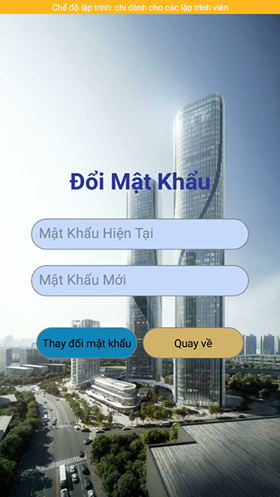 Chế độ lập trình: chỉ dành cho các lập trình viên
Đổi Mật Khẩu
Mật Khẩu Hiện Tại
Mật Khẩu Mới
Thay đổi mật khẩu
Quay về